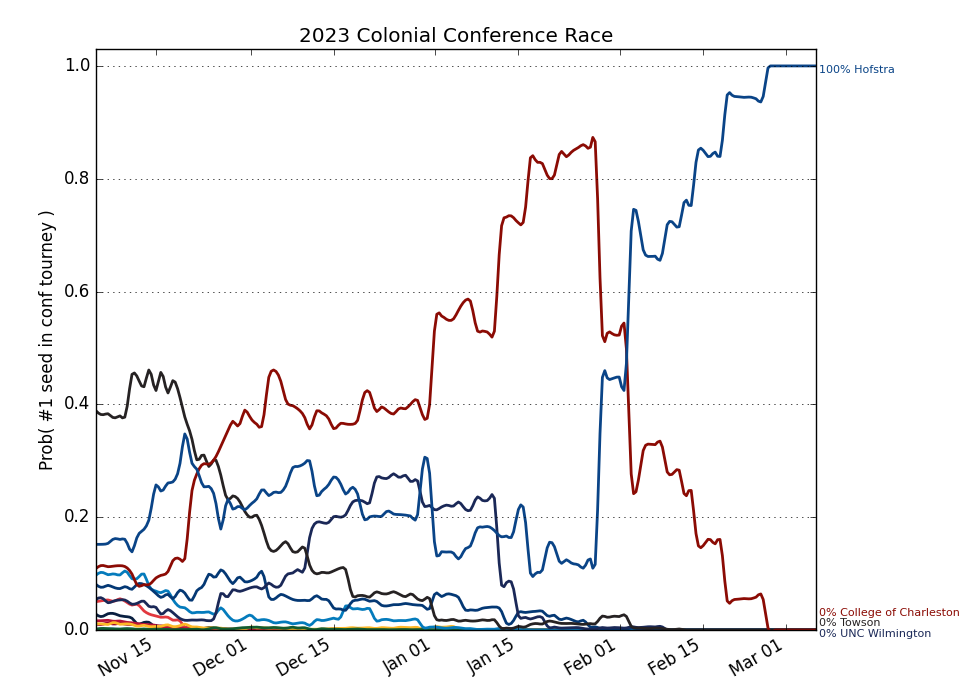 2023 Colonial Conference Race
Prob( #1 seed in conf tourney )
1.0
0.8
0.6
0.4
0.2
0.0
100% Hofstra
0% College of Charleston
0% Towson
0% UNC Wilmington
Nov 15
Dec 01
Dec 15
Jan 01
Jan 15
Feb 01
Feb 15
Mar 01